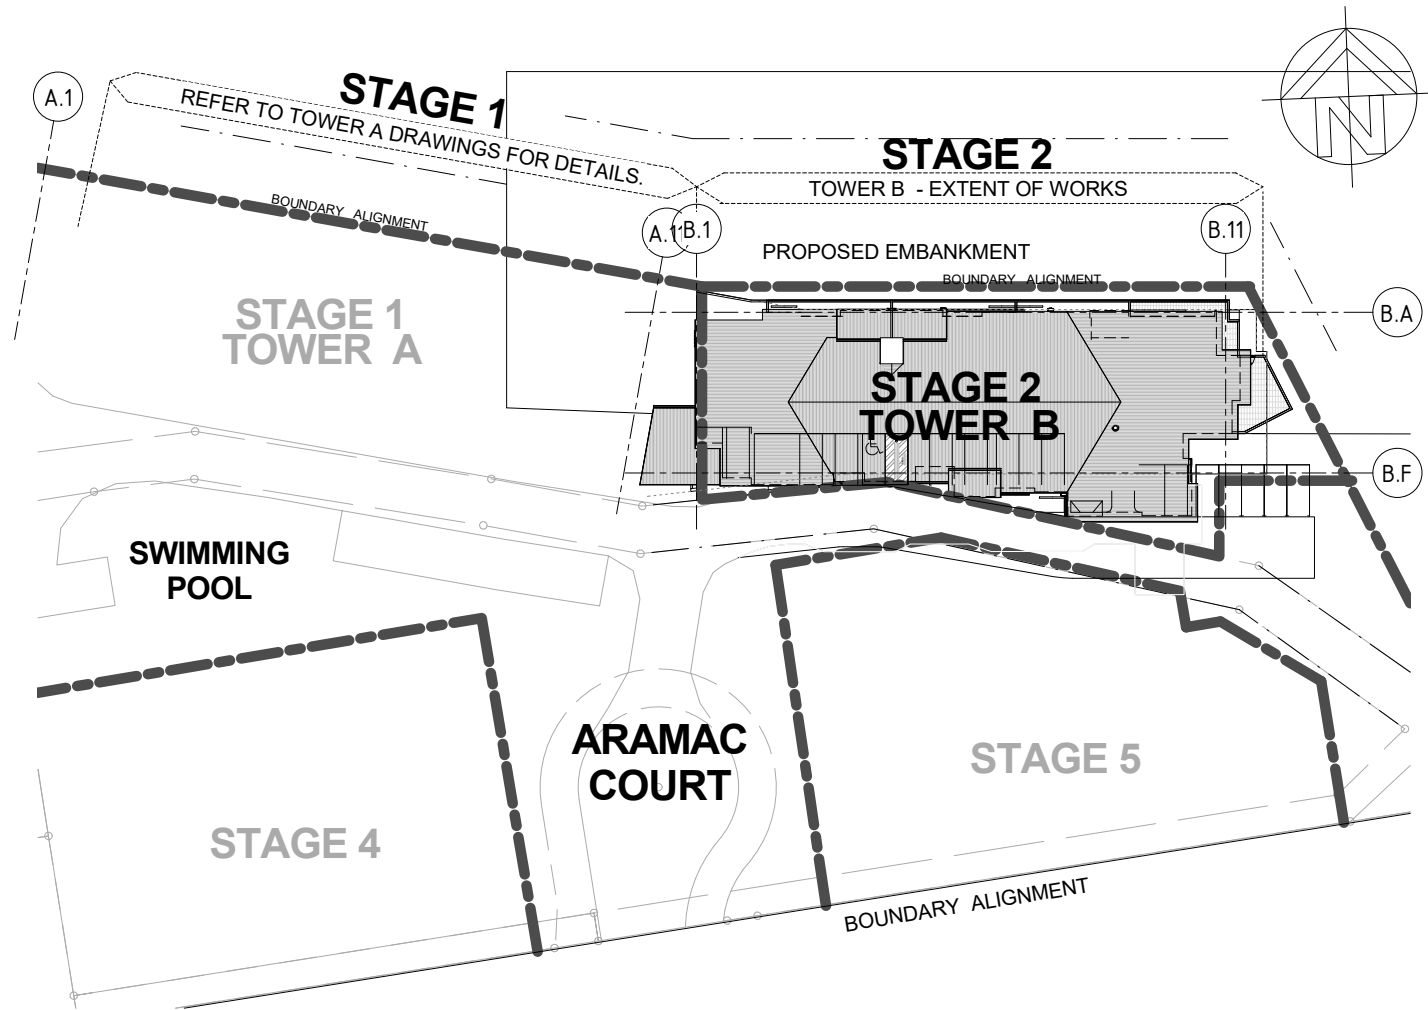 A.1
STAGE 1
REFER TO TOWER A DRAWINGS FOR DETAILS.
N
STAGE 2
TOWER B - EXTENT OF WORKS
BOUNDARY ALIGNMENT
A.11
B.1
B.11
PROPOSED EMBANKMENT
BOUNDARY ALIGNMENT
B.A
STAGE 1
TOWER A
STAGE 2
TOWER B
B.F
SWIMMING
POOL
ARAMAC
COURT
STAGE 5
STAGE 4
BOUNDARY ALIGNMENT